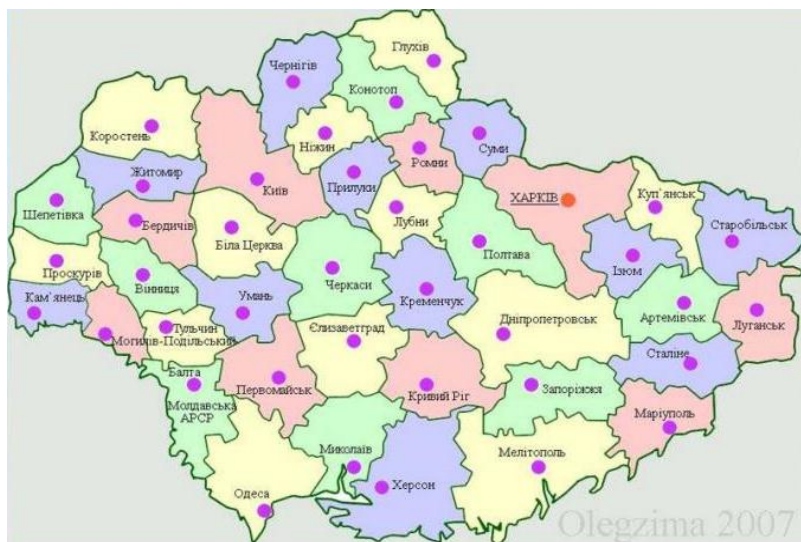 Глухів
Чернігів
Конотоп
Коростень
Ніжин
Ромни
Суми
Житомир
Київ
Прилуки
ХАРКІВ
Куп'янськ
Шепетівка
Бердичів
Біла Церква
Лубни
Полтава
Старобільськ
Ізюм
Проскурів
Вінниця
Черкаси
Кам'янець
Умань
Кременчук
Артемівськ
Луганськ
Могилів-Подільський
Тульчин
Єлизаветград
Дніпропетровськ
Сталіне
Балта
Молдавська
АРСР
Первомайськ
Кривий Ріг
Запоріжжя
Маріуполь
Миколаїв
Мелітополь
Одеса
Херсон
Olegzima 2007